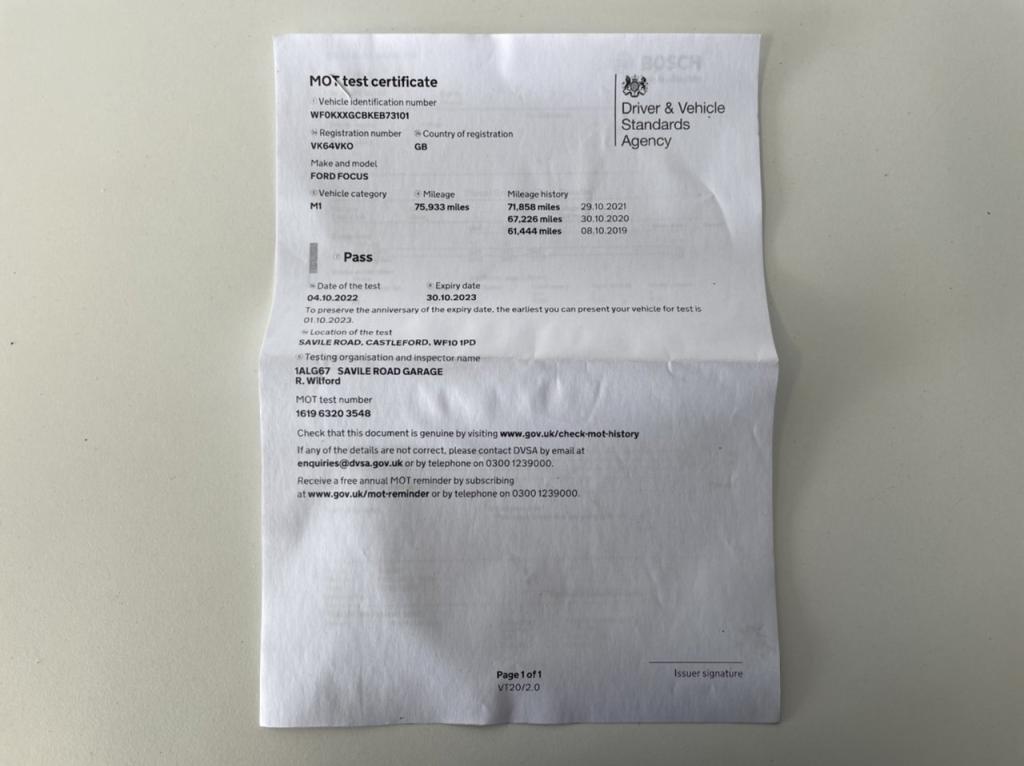 MOT test certificate
Vehicle identification number
WF0KXXGCBKEB73101
Registration number Country of registration
VK64VKO GB
Make and model
FORD FOCUS
Vehicle category Mileage Mileage history
M1 75,933 miles 71,858 miles 29.10.2021
67,226 miles 30.10.2020
61,444 miles 08.10.2019
Pass
Date of the test Expiry date
04.10.2022 30.10.2023
To preserve the anniversary of the expiry date, the earliest you can present your vehicle for test is
01.10.2023.
Location of the test
SAVILE ROAD, CASTLEFORD, WF10 1PD
Testing organisation and inspector name
1ALG67 SAVILE ROAD GARAGE
R. Wilford
MOT test number
1619 6320 3548
Check that this document is genuine by visiting www.gov.uk/check-mot-history
If any of the details are not correct, please contact DVSA by email at
enquiries@dvsa.gov.uk or by telephone on 0300 1239000.
Receive a free annual MOT reminder by subscribing
at www.gov.uk/mot-reminder or by telephone on 0300 1239000.
Driver & Vehicle
Standards
Agency
BOSCH
Issuer signature
Page 1 of 1
VT20/2.0